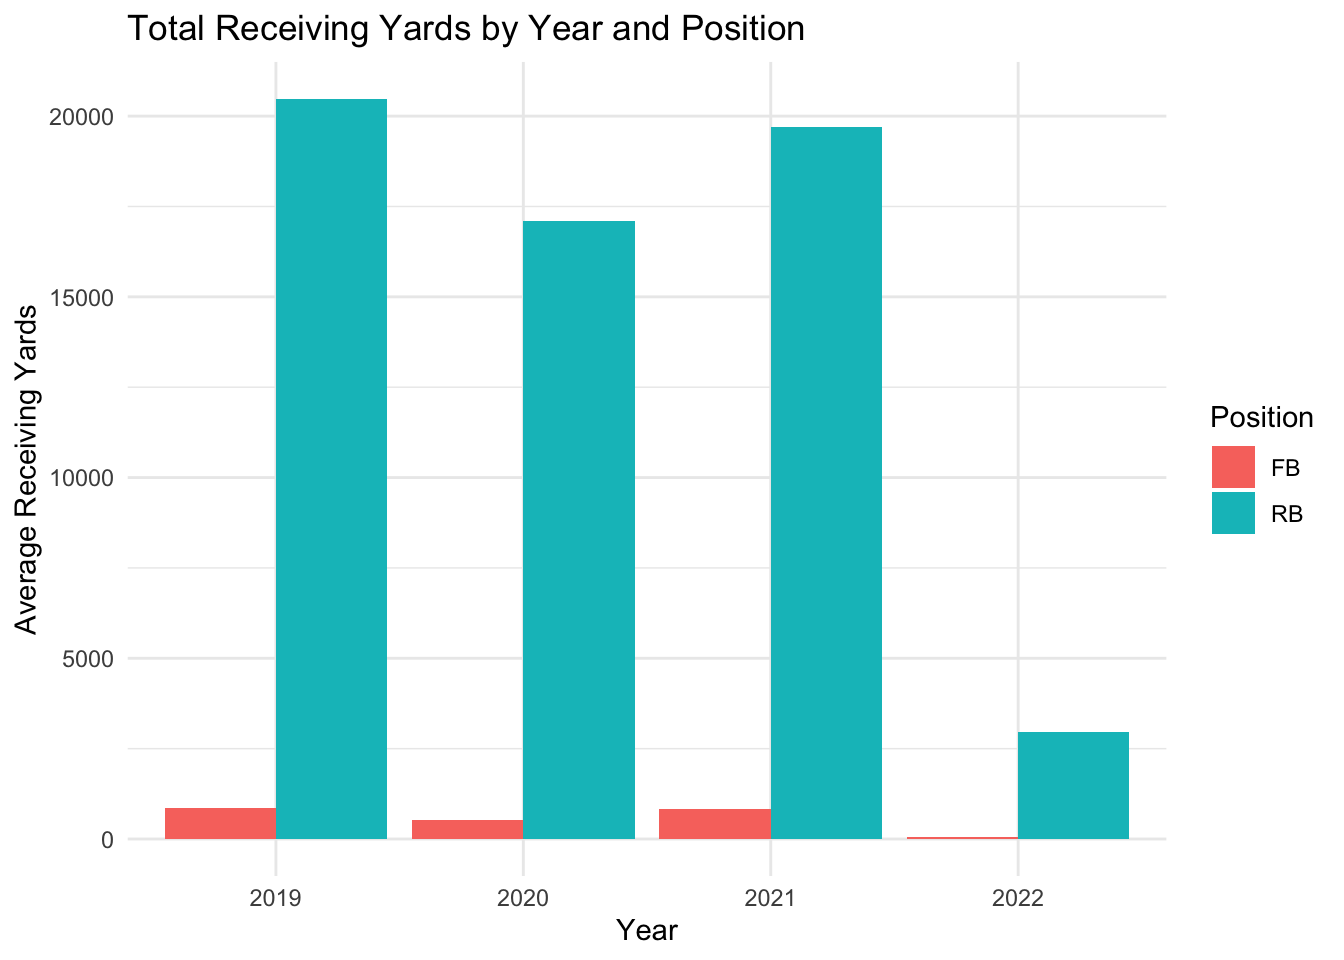 Total Receiving Yards by Year and Position
Average Receiving Yards
20000
15000
10000
5000
0
2019
2020
2021
2022
Year
Position
FB
RB